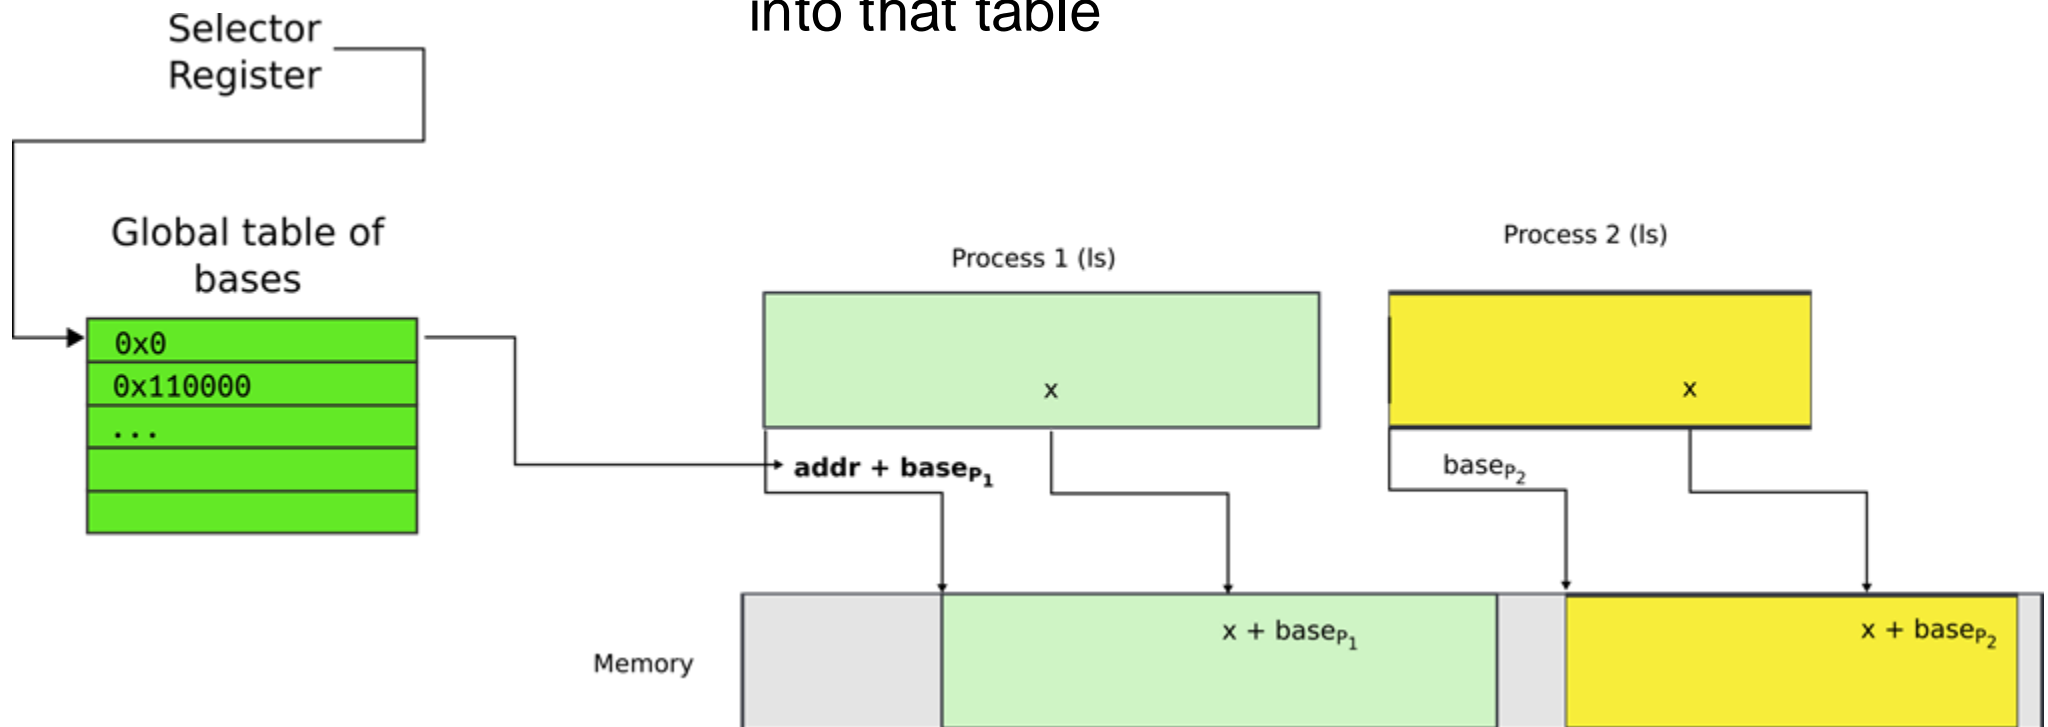 into that table
Selector
Register
Global table of
bases
0x0
0x110000
...
Process 1 (ls)
Process 2 (ls)
x
x
addr + baseP1
baseP2
x + baseP1
x + baseP2
Memory